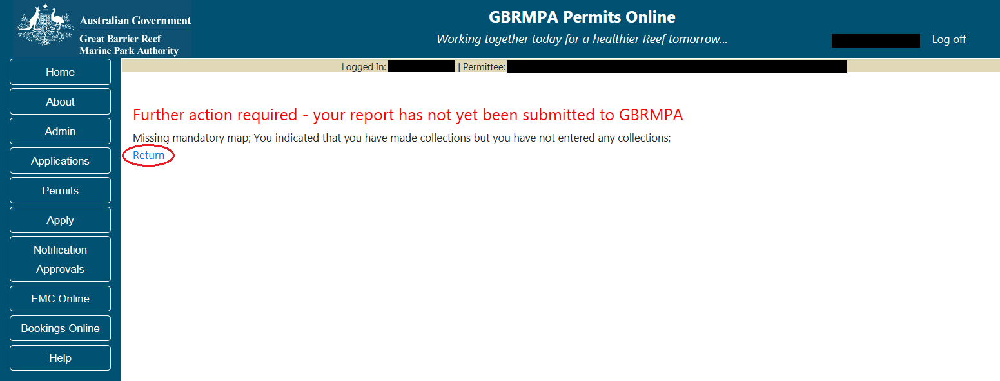 Australian Government
Great Barrier Reef
Marine Park Authority
GBRMPA Permits Online
Working together today for a healthier Reef tomorrow...
Log off
Logged In: | Permittee:
Home
About
Admin
Applications
Permits
Apply
Notification
Approvals
EMC Online
Bookings Online
Help
Further action required - your report has not yet been submitted to GBRMPA
Missing mandatory map; You indicated that you have made collections but you have not entered any collections;
Return